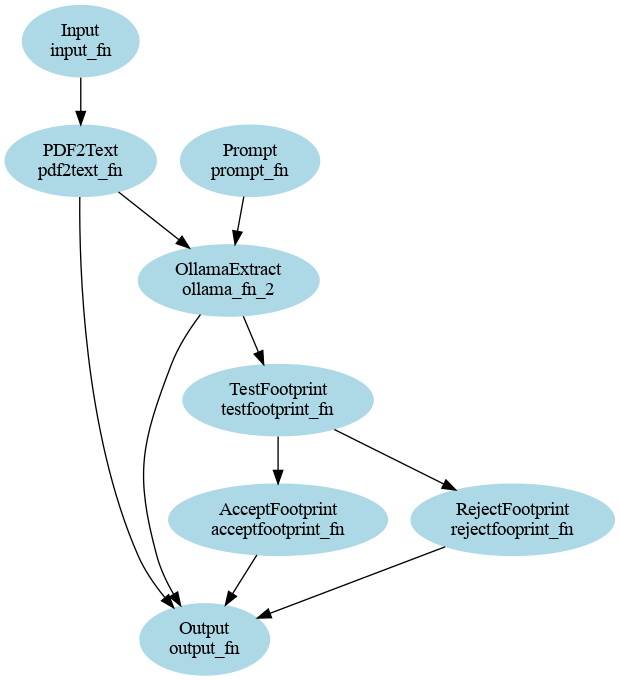 Input
input_fn
PDF2Text
pdf2text_fn
Prompt
prompt_fn
OllamaExtract
ollama_fn_2
TestFootprint
testfootprint_fn
AcceptFootprint
acceptfootprint_fn
RejectFootprint
rejectfooprint_fn
Output
output_fn